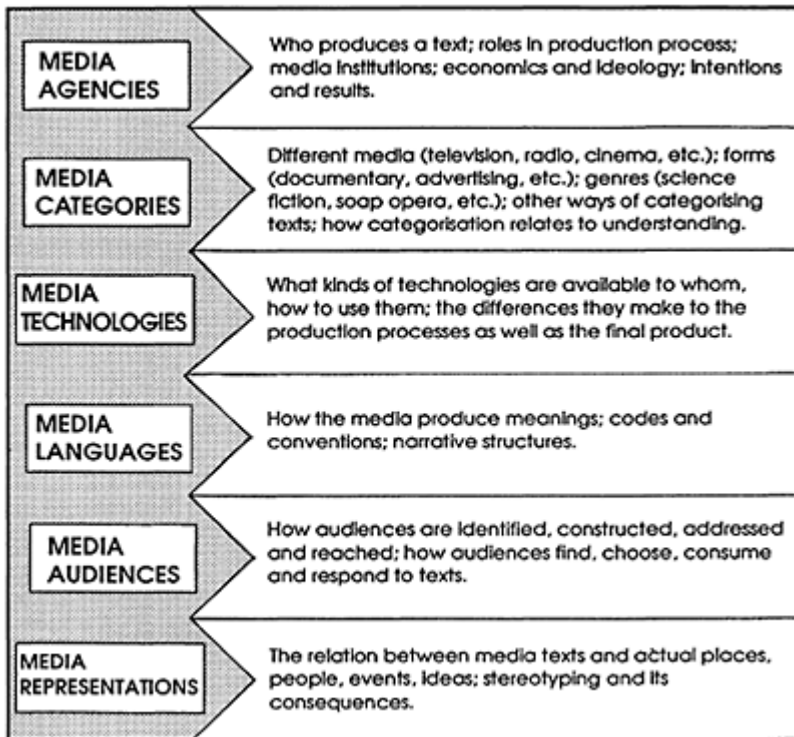 MEDIA
AGENCIES
Who produces a text; roles in production process;
media institutions; economics and ideology; intentions
and results.
MEDIA
CATEGORIES
Different media (television, radio, cinema, etc.); forms
(documentary, advertising, etc.); genres (science
fiction, soap opera, etc.); other ways of categorising
texts; how categorisation relates to understanding.
MEDIA
TECHNOLOGIES
What kinds of technologies are available to whom,
how to use them; the differences they make to the
production processes as well as the final product.
MEDIA
LANGUAGES
How the media produce meanings; codes and
conventions; narrative structures.
MEDIA
AUDIENCES
How audiences are identified, constructed, addressed
and reached; how audiences find, choose, consume
and respond to texts.
MEDIA
REPRESENTATIONS
The relation between media texts and actual places,
people, events, ideas; stereotyping and its
consequences.